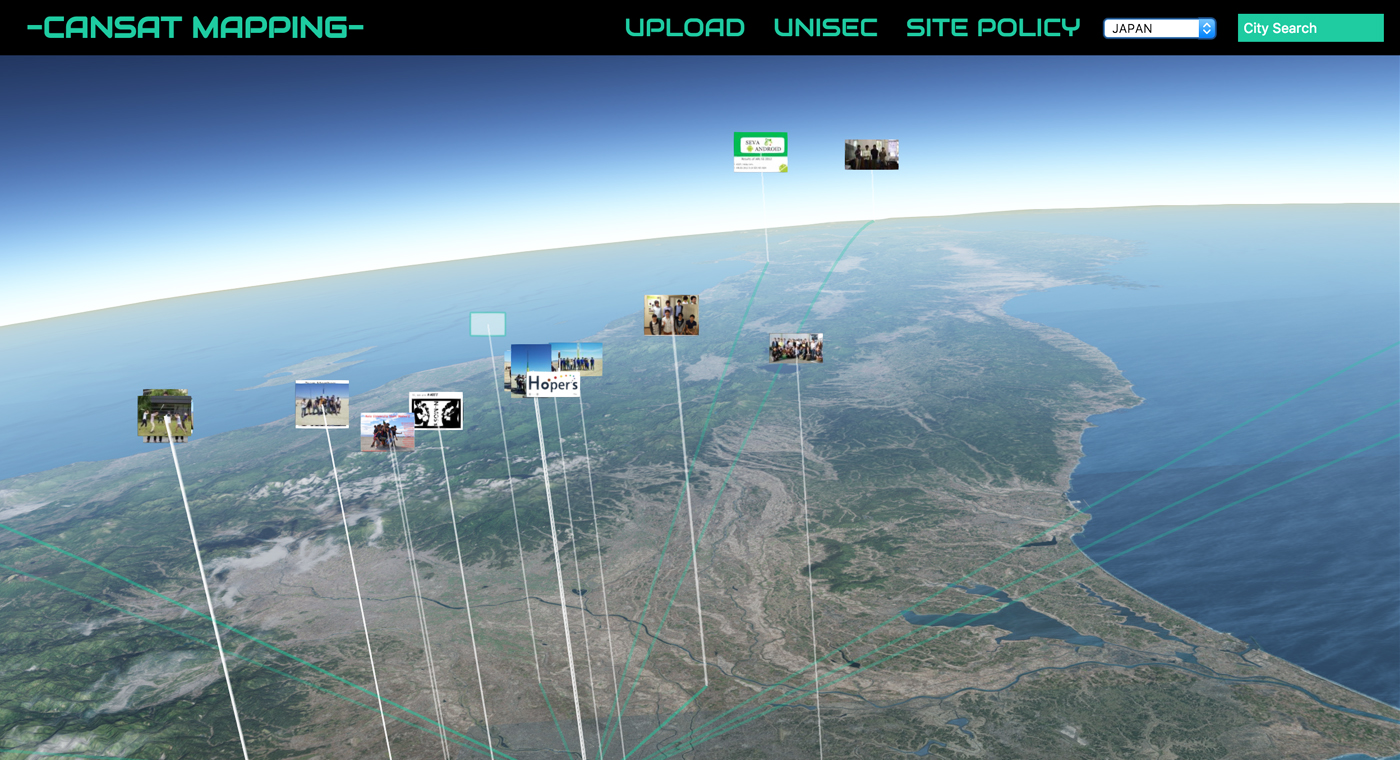 -CANSAT MAPPING-
UPLOAD
UNISEC
SITE POLICY
JAPAN
City Search
SEVA
ANDROID
Hoper's